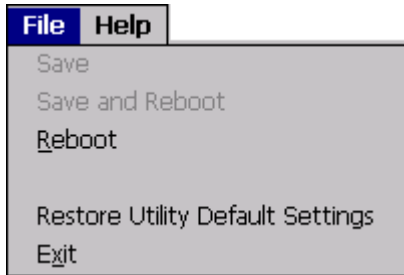 File Help
Save
Save and Reboot
Reboot
Restore Utility Default Settings
Exit